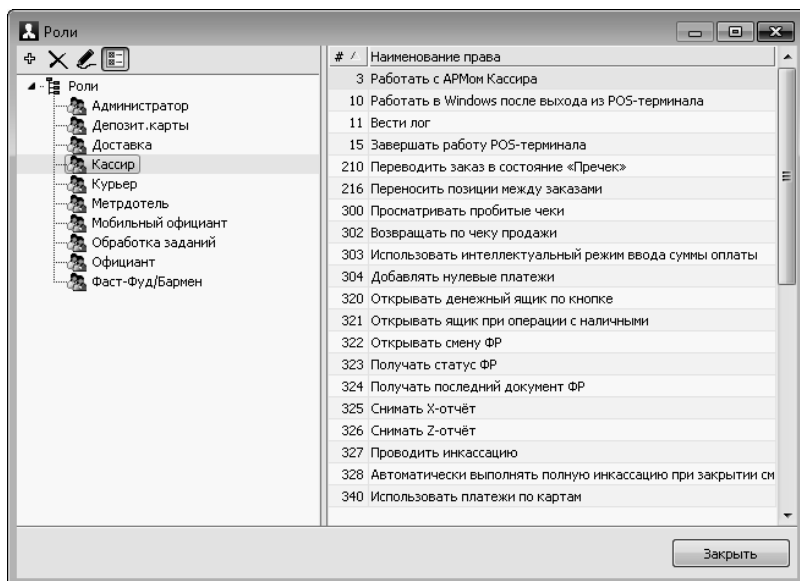 Роли
Роли
Администратор
Депозит.карты
Доставка
Кассир
Курьер
Метрдотель
Мобильный официант
Обработка заданий
Официант
Фаст-Фуд/Бармен
# Наименование права
3 Работать с АРМом Кассира
10 Работать в Windows после выхода из POS-терминала
11 Вести лог
15 Завершать работу POS-терминала
210 Переводить заказ в состояние «Пречек»
216 Переносить позиции между заказами
300 Просматривать пробитые чеки
302 Возвращать по чеку продажи
303 Использовать интеллектуальный режим ввода суммы оплаты
304 Добавлять нулевые платежи
320 Открывать денежный ящик по кнопке
321 Открывать ящик при операции с наличными
322 Открывать смену ФР
323 Получать статус ФР
324 Получать последний документ ФР
325 Снимать X-отчёт
326 Снимать Z-отчёт
327 Проводить инкассацию
328 Автоматически выполнять полную инкассацию при закрытии см
340 Использовать платежи по картам
Закрыть